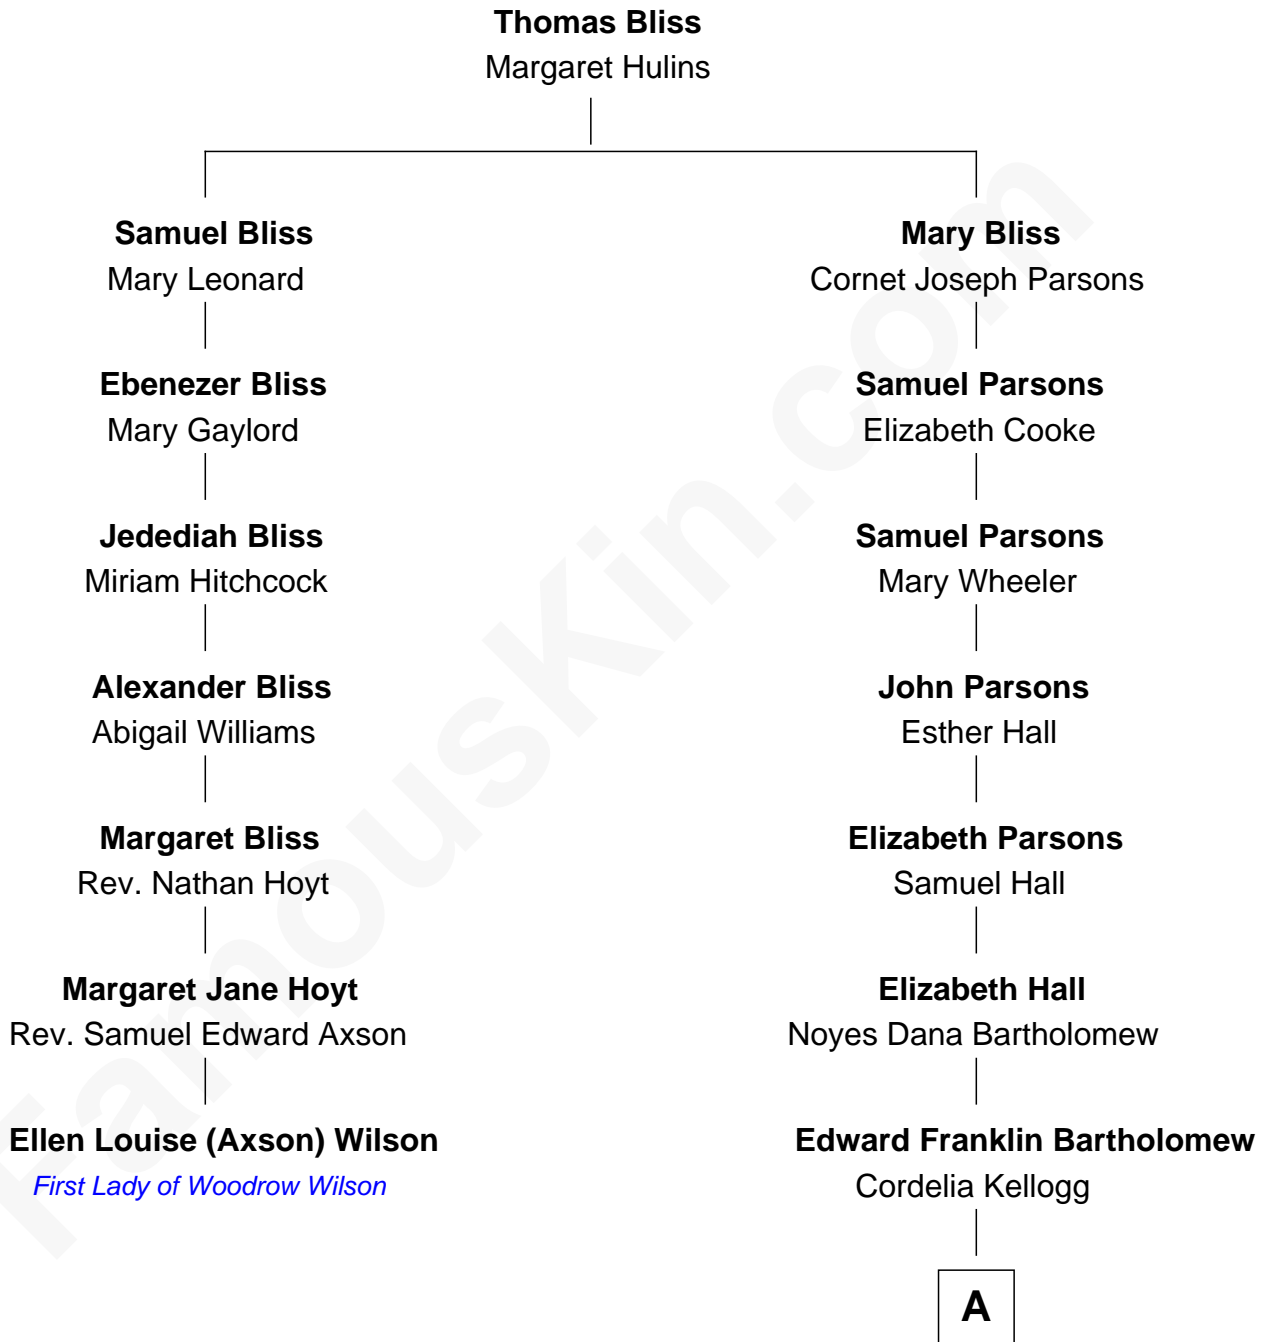 Thomas Bliss
Margaret Hulins
Samuel Bliss
Mary Leonard
Ebenezer Bliss
Mary Gaylord
Jedediah Bliss
Miriam Hitchcock
Alexander Bliss
Abigail Williams
Margaret Bliss
Rev. Nathan Hoyt
Margaret Jane Hoyt
Rev. Samuel Edward Axson
Ellen Louise (Axson) Wilson
First Lady of Woodrow Wilson
Mary Bliss
Cornet Joseph Parsons
Samuel Parsons
Elizabeth Cooke
Samuel Parsons
Mary Wheeler
John Parsons
Esther Hall
Elizabeth Parsons
Samuel Hall
Elizabeth Hall
Noyes Dana Bartholomew
Edward Franklin Bartholomew
Cordelia Kellogg
A
FamousKin.com